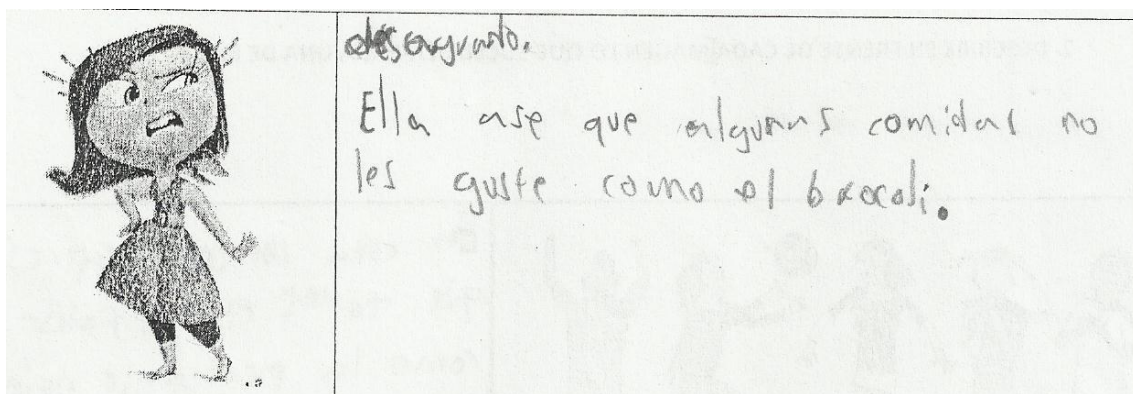 desagrado.
Ella ase que algunas comidas no
les guste como el brocoli.